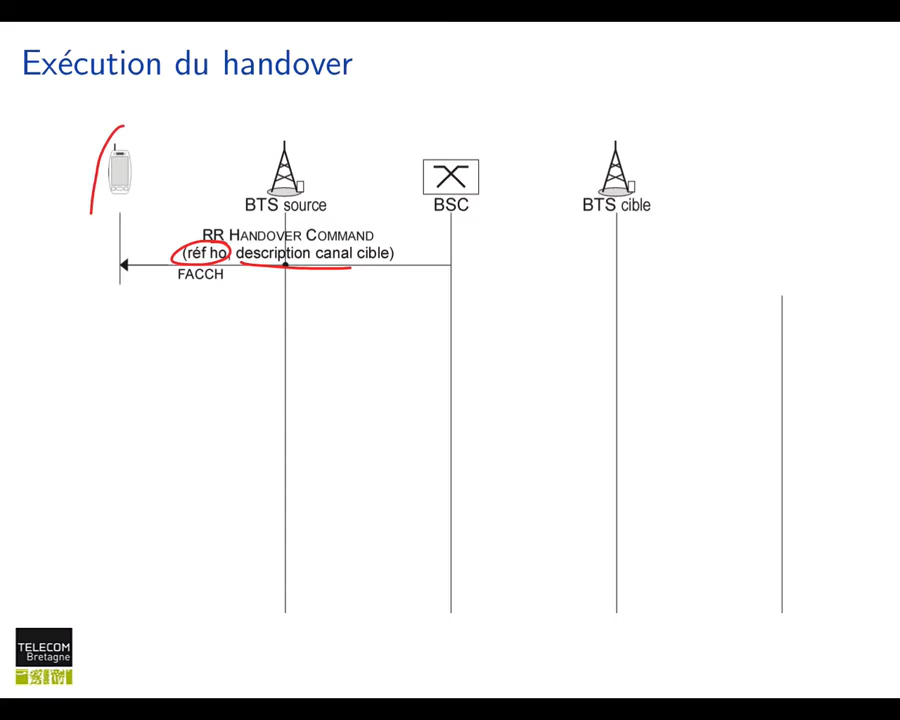 Exécution du handover
BTS source
BSC
BTS cible
RR HANDOVER COMMAND
(réf ho, description canal cible)
FACCH
TELECOM
Bretagne